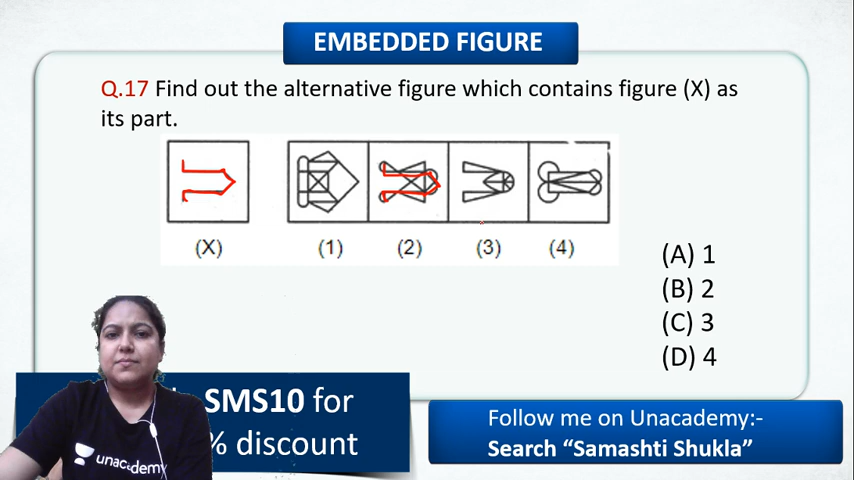 EMBEDDED FIGURE
Q.17 Find out the alternative figure which contains figure (X) as
its part.
(X) (1) (2) (3) (4)
(A) 1
(B) 2
(C) 3
(D) 4
SMS10 for
% discount
unacademy
Follow me on Unacademy:-
Search “Samashti Shukla”